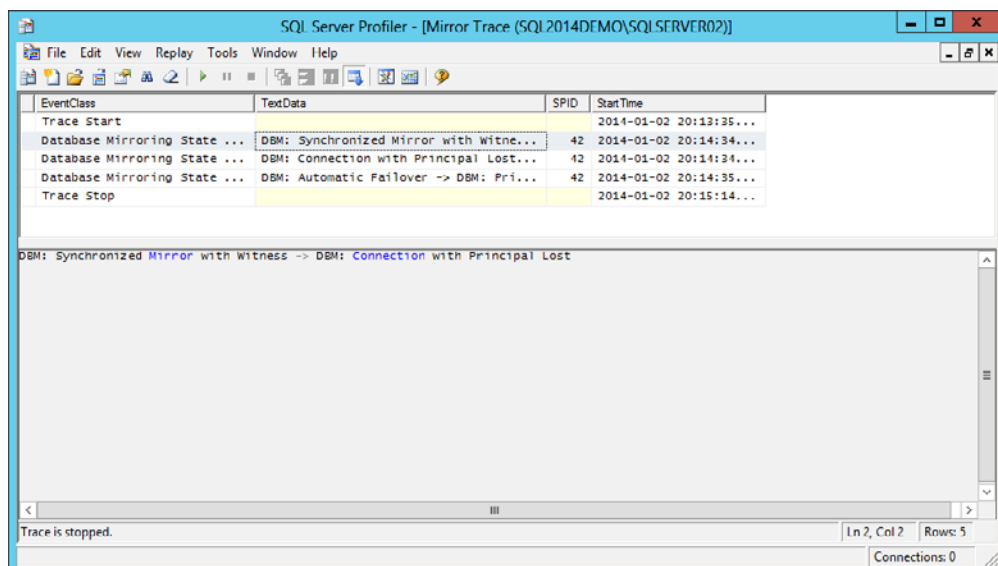 SQL Server Profiler - [Mirror Trace (SQL2014DEMO\SQLSERVER02)]
File Edit View Replay Tools Window Help
EventClass TextData SPID StartTime
Trace Start 2014-01-02 20:13:35...
Database Mirroring State ... DBM: Synchronized Mirror with Witne... 42 2014-01-02 20:14:34...
Database Mirroring State ... DBM: Connection with Principal Lost... 42 2014-01-02 20:14:34...
Database Mirroring State ... DBM: Automatic Failover -> DBM: Pri... 42 2014-01-02 20:14:35...
Trace Stop 2014-01-02 20:15:14...
DBM: Synchronized Mirror with Witness -> DBM: Connection with Principal Lost
Trace is stopped. Ln 2, Col 2 Rows: 5
Connections: 0